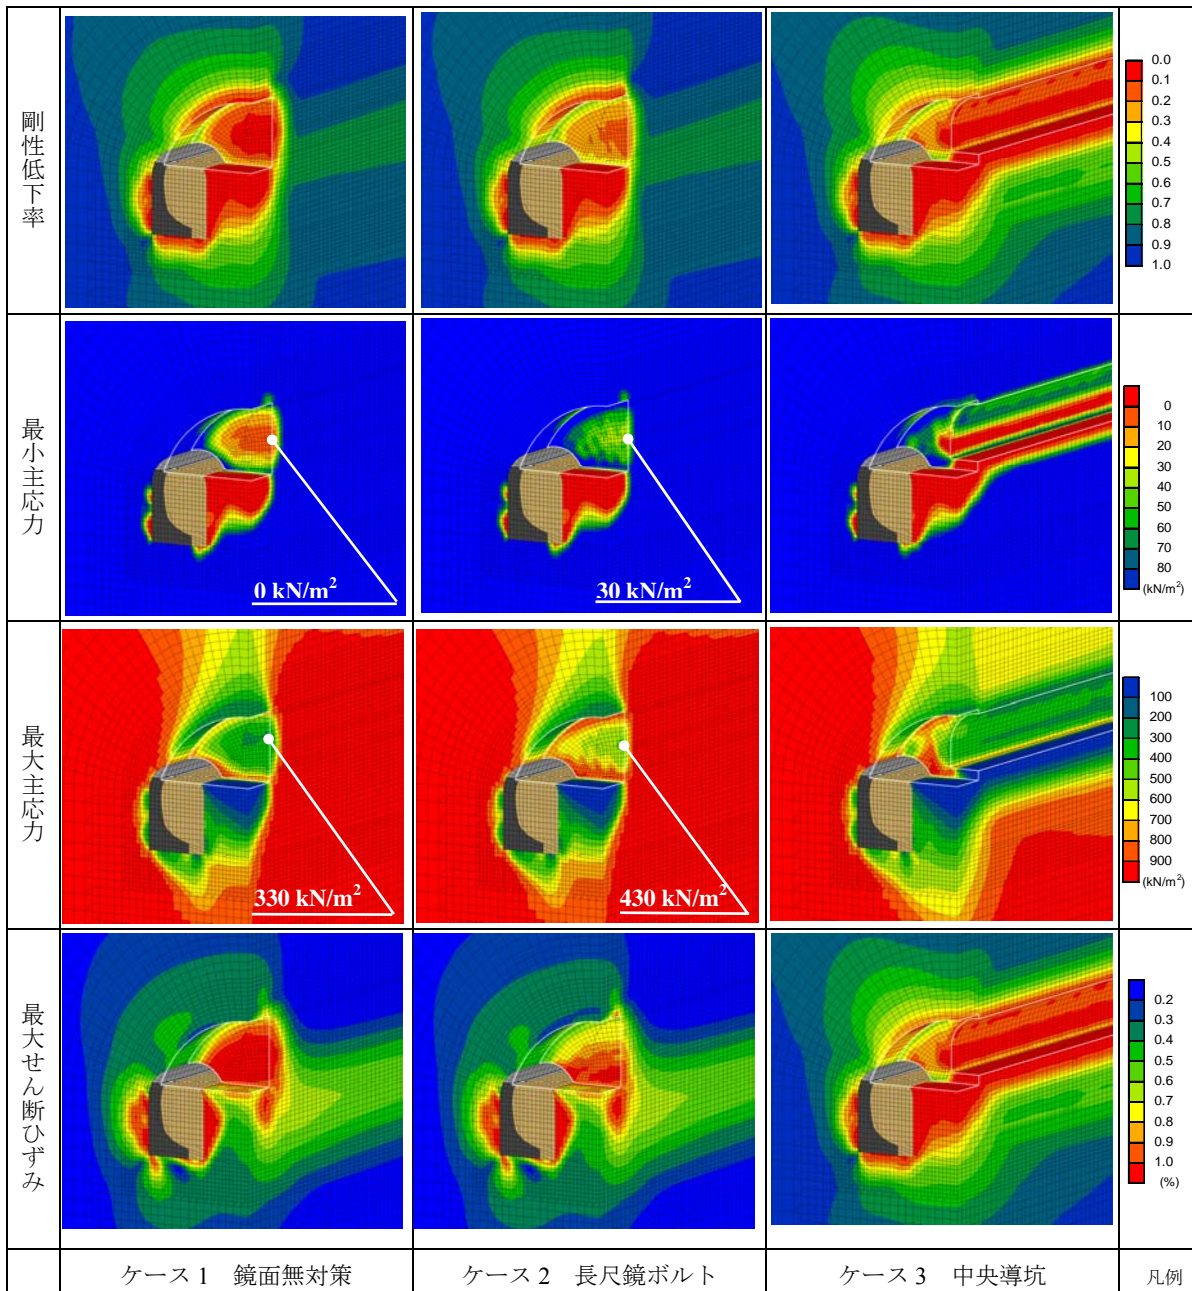 剛性低下率
0.0
0.1
0.2
0.3
0.4
0.5
0.6
0.7
0.8
0.9
1.0
最小主応力
0 kN/m²
30 kN/m²
0
10
20
30
40
50
60
70
80
(kN/m²)
最大主応力
330 kN/m²
430 kN/m²
100
200
300
400
500
600
700
800
900
(kN/m²)
最大せん断ひずみ
0.2
0.3
0.4
0.5
0.6
0.7
0.8
0.9
1.0
(%)
ケース 1　鏡面無対策
ケース 2　長尺鏡ボルト
ケース 3　中央導坑
凡例